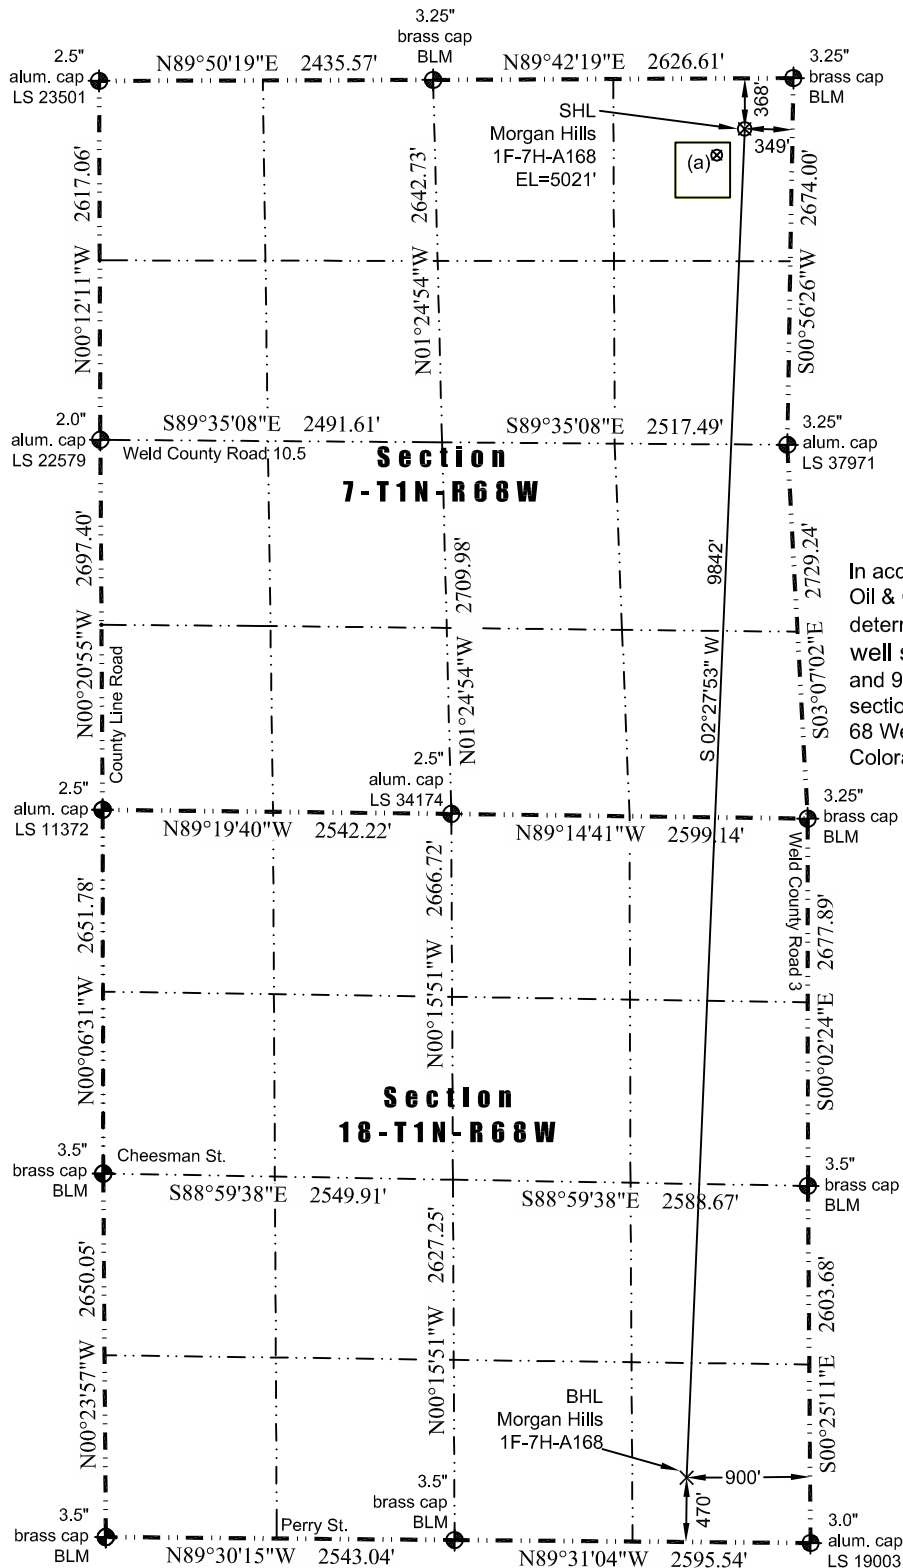 3.25"
brass cap
BLM
2.5"
alum. cap
LS 23501
N89°50'19"E 2435.57'
N89°42'19"E 2626.61'
3.25"
brass cap
BLM
SHL
Morgan Hills
1F-7H-A168
EL=5021'
368'
349'
(a)
N00°12'11"W 2617.06'
N01°24'54"W 2642.73'
S00°56'26"W 2674.00'
2.0"
alum. cap
LS 22579
S89°35'08"E 2491.61'
S89°35'08"E 2517.49'
3.25"
alum. cap
LS 37971
Weld County Road 10.5
Section
7-T1N-R68W
N00°20'55"W 2697.40'
County Line Road
N01°24'54"W 2709.98'
S 02°27'53" W 9842'
S03°07'02"E 2729.24'
In acc
Oil &
deterr
well s
and 9
sectio
68 We
Colora
2.5"
alum. cap
LS 11372
2.5"
alum. cap
LS 34174
3.25"
brass cap
BLM
N89°19'40"W 2542.22'
N89°14'41"W 2599.14'
Weld County Road 3
N00°06'31"W 2651.78'
N00°15'51"W 2666.72'
S00°02'24"E 2677.89'
Section
18-T1N-R68W
3.5"
brass cap
BLM
Cheesman St.
S88°59'38"E 2549.91'
S88°59'38"E 2588.67'
3.5"
brass cap
BLM
N00°23'57"W 2650.05'
N00°15'51"W 2627.25'
S00°25'11"E 2603.68'
BHL
Morgan Hills
1F-7H-A168
900'
470'
3.5"
brass cap
BLM
3.5"
brass cap
BLM
Perry St.
3.0"
alum. cap
LS 19003
N89°30'15"W 2543.04'
N89°31'04"W 2595.54'